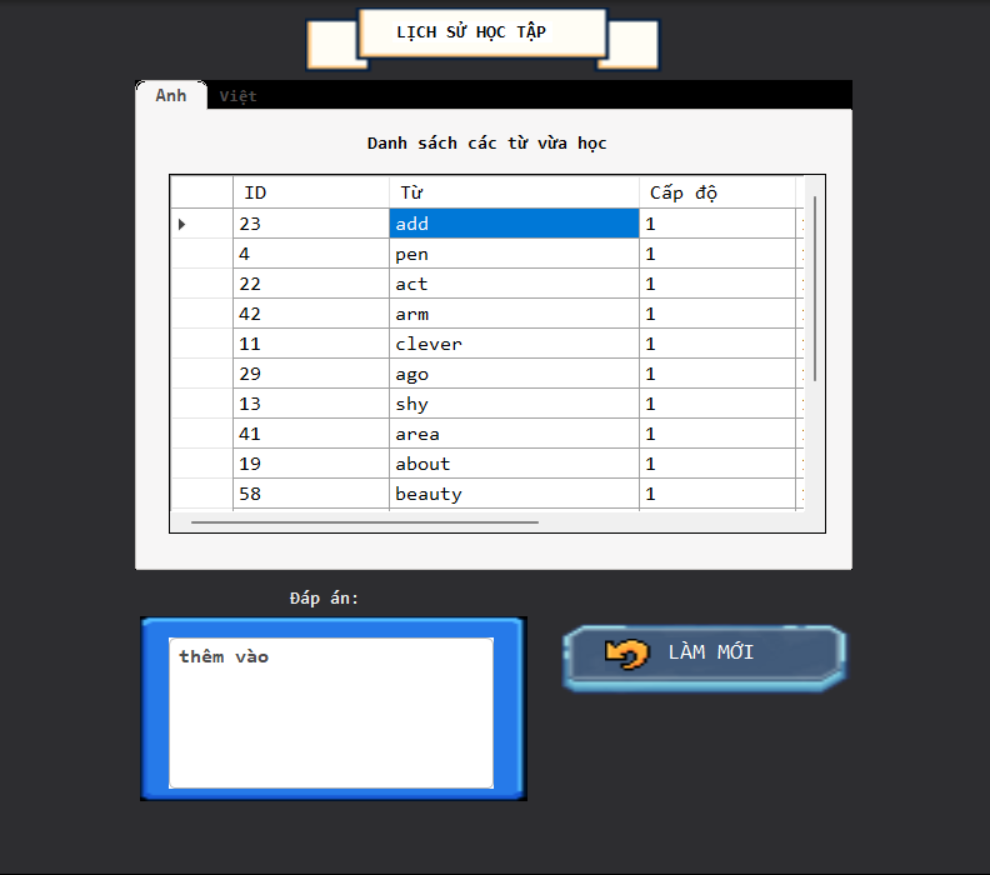 LỊCH SỬ HỌC TẬP
Anh Việt
Danh sách các từ vừa học
ID Từ Cấp độ
23 add 1
4 pen 1
22 act 1
42 arm 1
11 clever 1
29 ago 1
13 shy 1
41 area 1
19 about 1
58 beauty 1
Đáp án:
thêm vào
LÀM MỚI